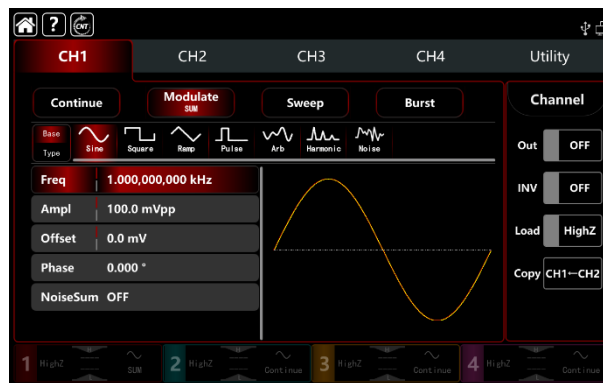 ? CNT
CH1 CH2 CH3 CH4 Utility
Continue Modulate SUM Sweep Burst Channel
Base Type Sine Square Ramp Pulse Arb Harmonic Noise
Out OFF
Freq 1.000,000,000 kHz
INV OFF
Ampl 100.0 mVpp
Offset 0.0 mV
Load HighZ
Phase 0.000 °
Copy CH1←CH2
NoiseSum OFF
1 HighZ SUM 2 HighZ Continue 3 HighZ Continue 4 HighZ Continue